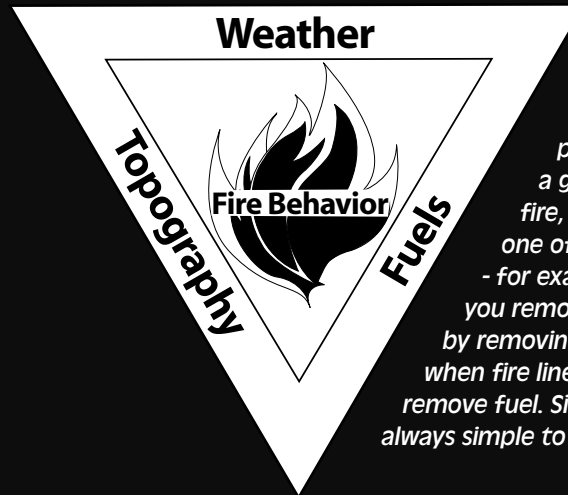 Weather
Topography
Fire Behavior
Fuels
a g
fire,
one of
- for exa
you remo
by removin
when fire line
remove fuel. Si
always simple to